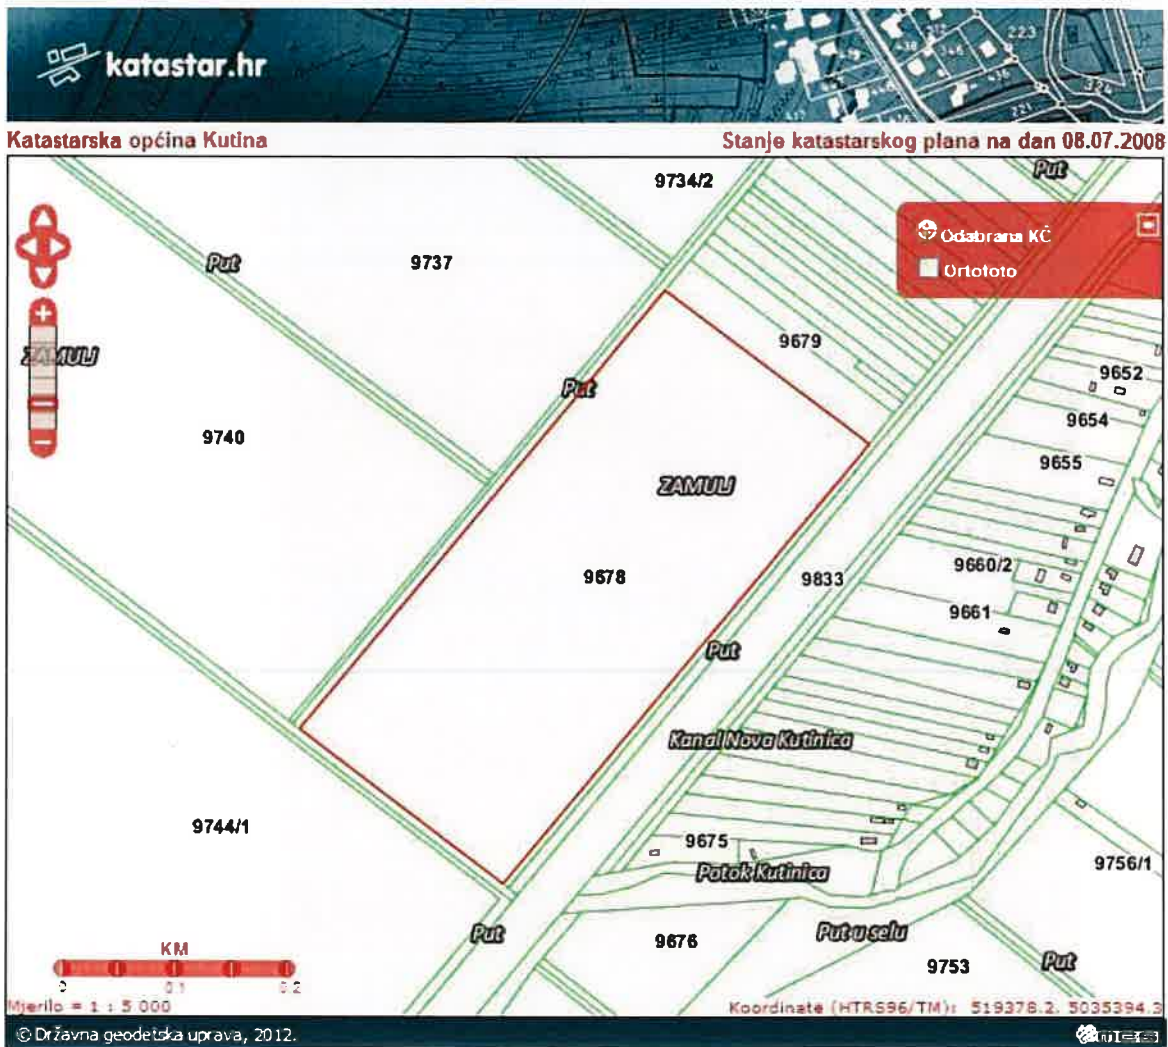 katastar.hr
Katastarska općina Kutina
Stanje katastarskog plana na dan 08.07.2008
Put
9734/2
Odabrana KČ
Ortofoto
Put
9737
9679
ZAMULJ
Put
9652
9740
9654
ZAMULJ
9655
9678
9833
9660/2
9661
Put
Kanal Nova Kutinica
9744/1
9675
Potok Kutinica
9756/1
Put
9676
Put u selu
9753
Put
KM
0 0.1 0.2
Mjerilo = 1 : 5 000
Koordinate (HTRS96/TM): 519378.2, 5035394.3
© Državna geodetska uprava, 2012.